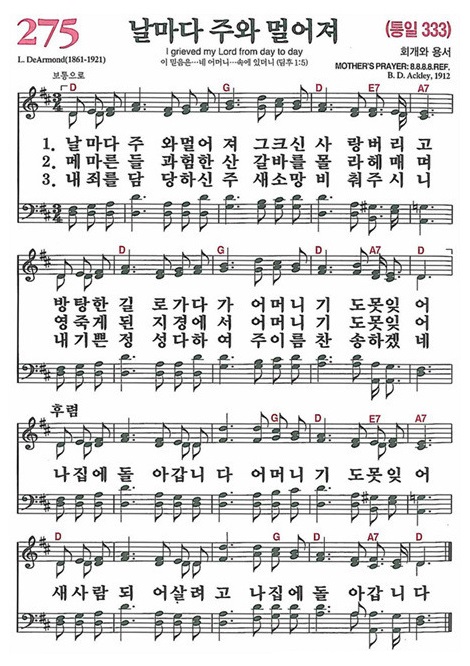 275
날마다 주와 멀어져
(통일 333)
I grieved my Lord from day to day
L. DeArmond(1861-1921)
이 믿음은…네 어머니…속에 있더니 (딤후 1:5)
회개와 용서
MOTHER'S PRAYER: 8.8.8.8.REF.
B. D. Ackley, 1912
보통으로
D G D E7 A7
1. 날마다 주 와멀어 져 그크신사 랑버리 고
2. 메마른들 과험한 산 갈바를몰 라헤매 며
3. 내죄를담 당하신 주 새소망비 춰주시 니
D G D A7 D
방탕한길 로가다 가 어머니기 도못잊 어
영죽게된 지경에 서 어머니기 도못잊 어
내기쁜정 성다하 여 주이름찬 송하겠 네
후렴
G D E7 A7
나집에돌 아갑니 다 어머니기 도못잊 어
D G D A7 D
새사람되 어살려 고 나집에돌 아갑니 다